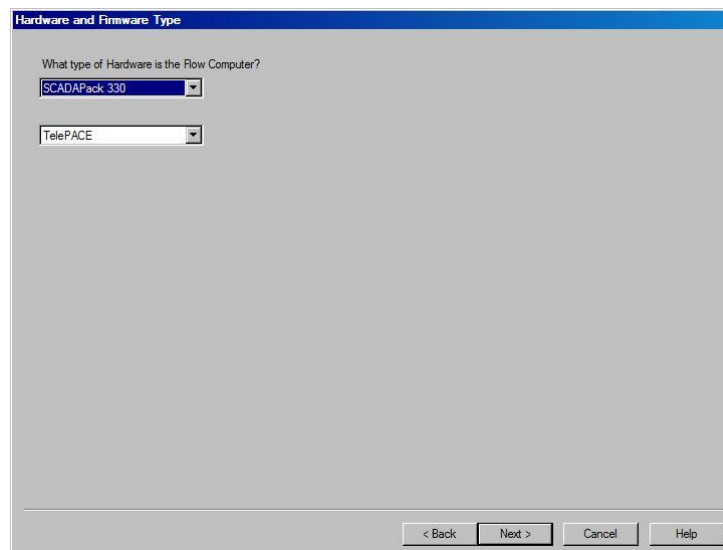 Hardware and Firmware Type
What type of Hardware is the Flow Computer?
SCADAPack 330
TelePACE
< Back Next > Cancel Help